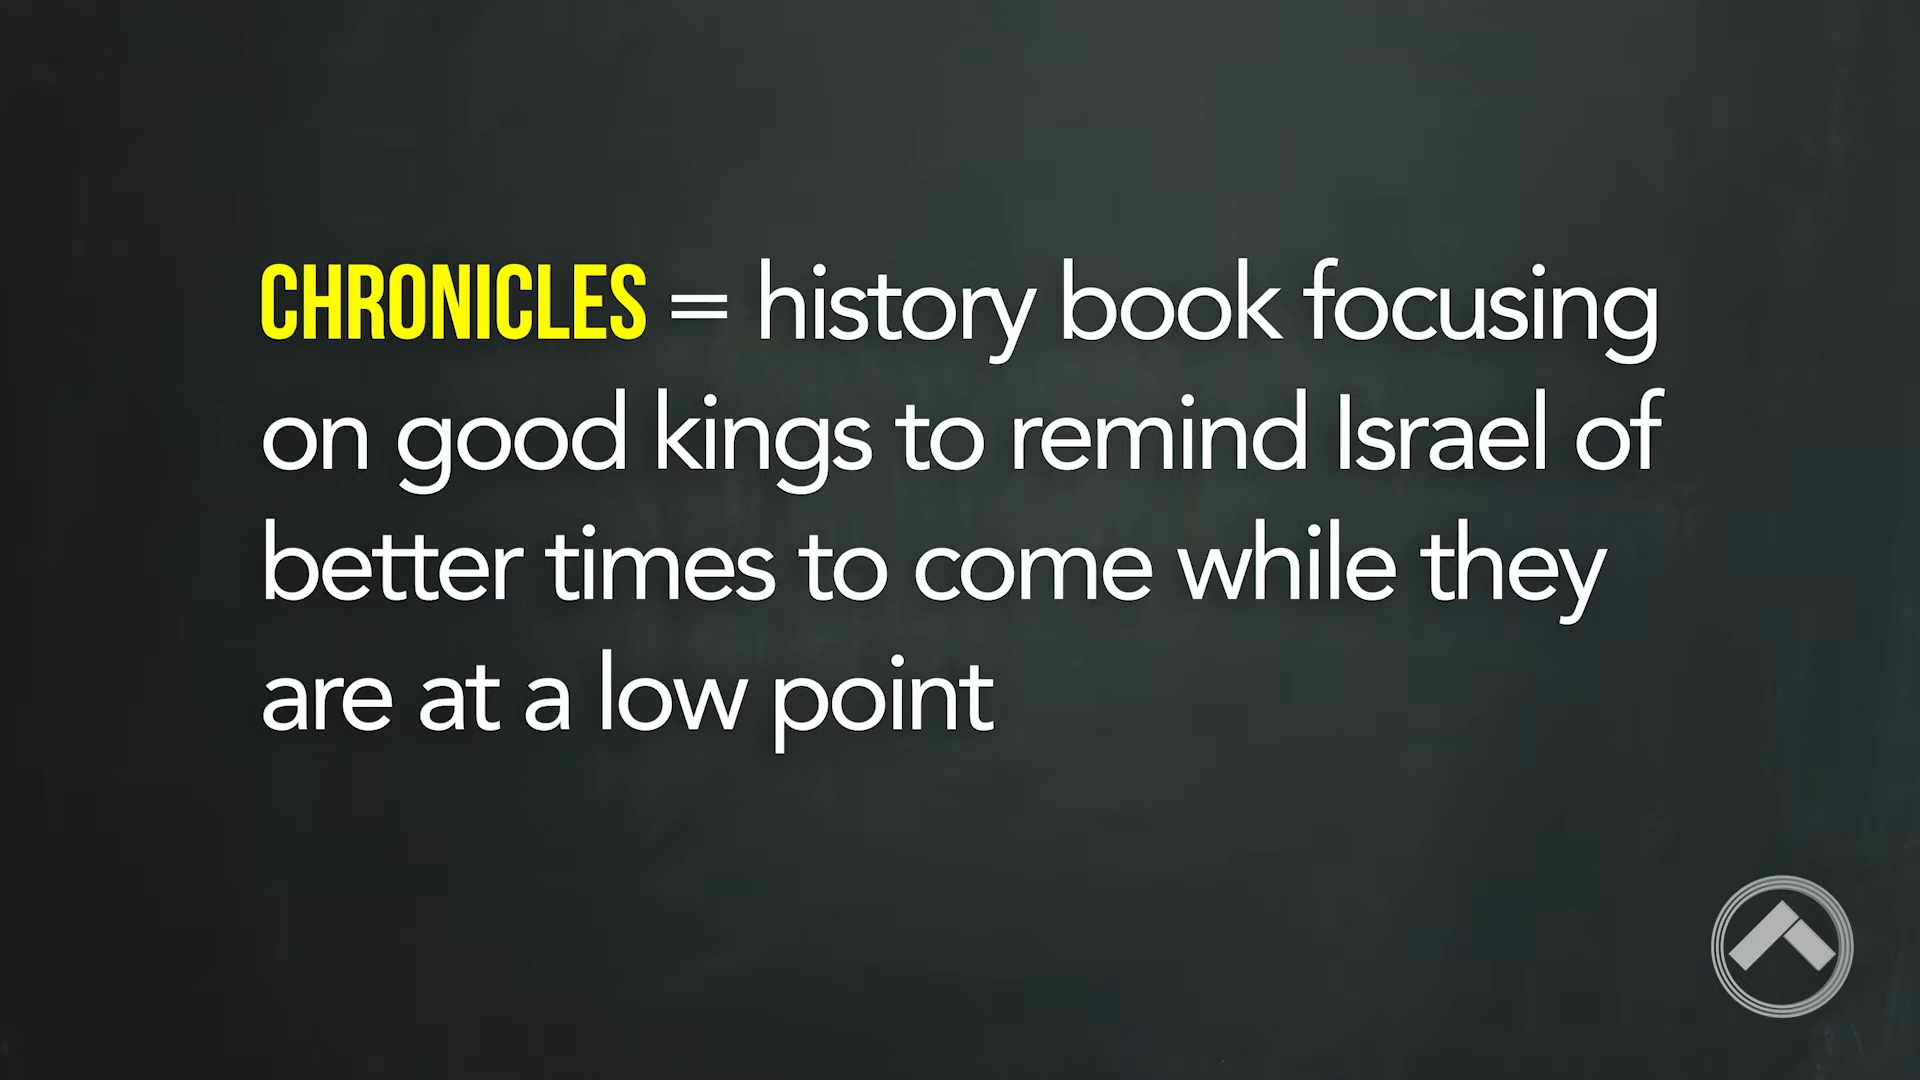 CHRONICLES = history book focusing
on good kings to remind Israel of
better times to come while they
are at a low point